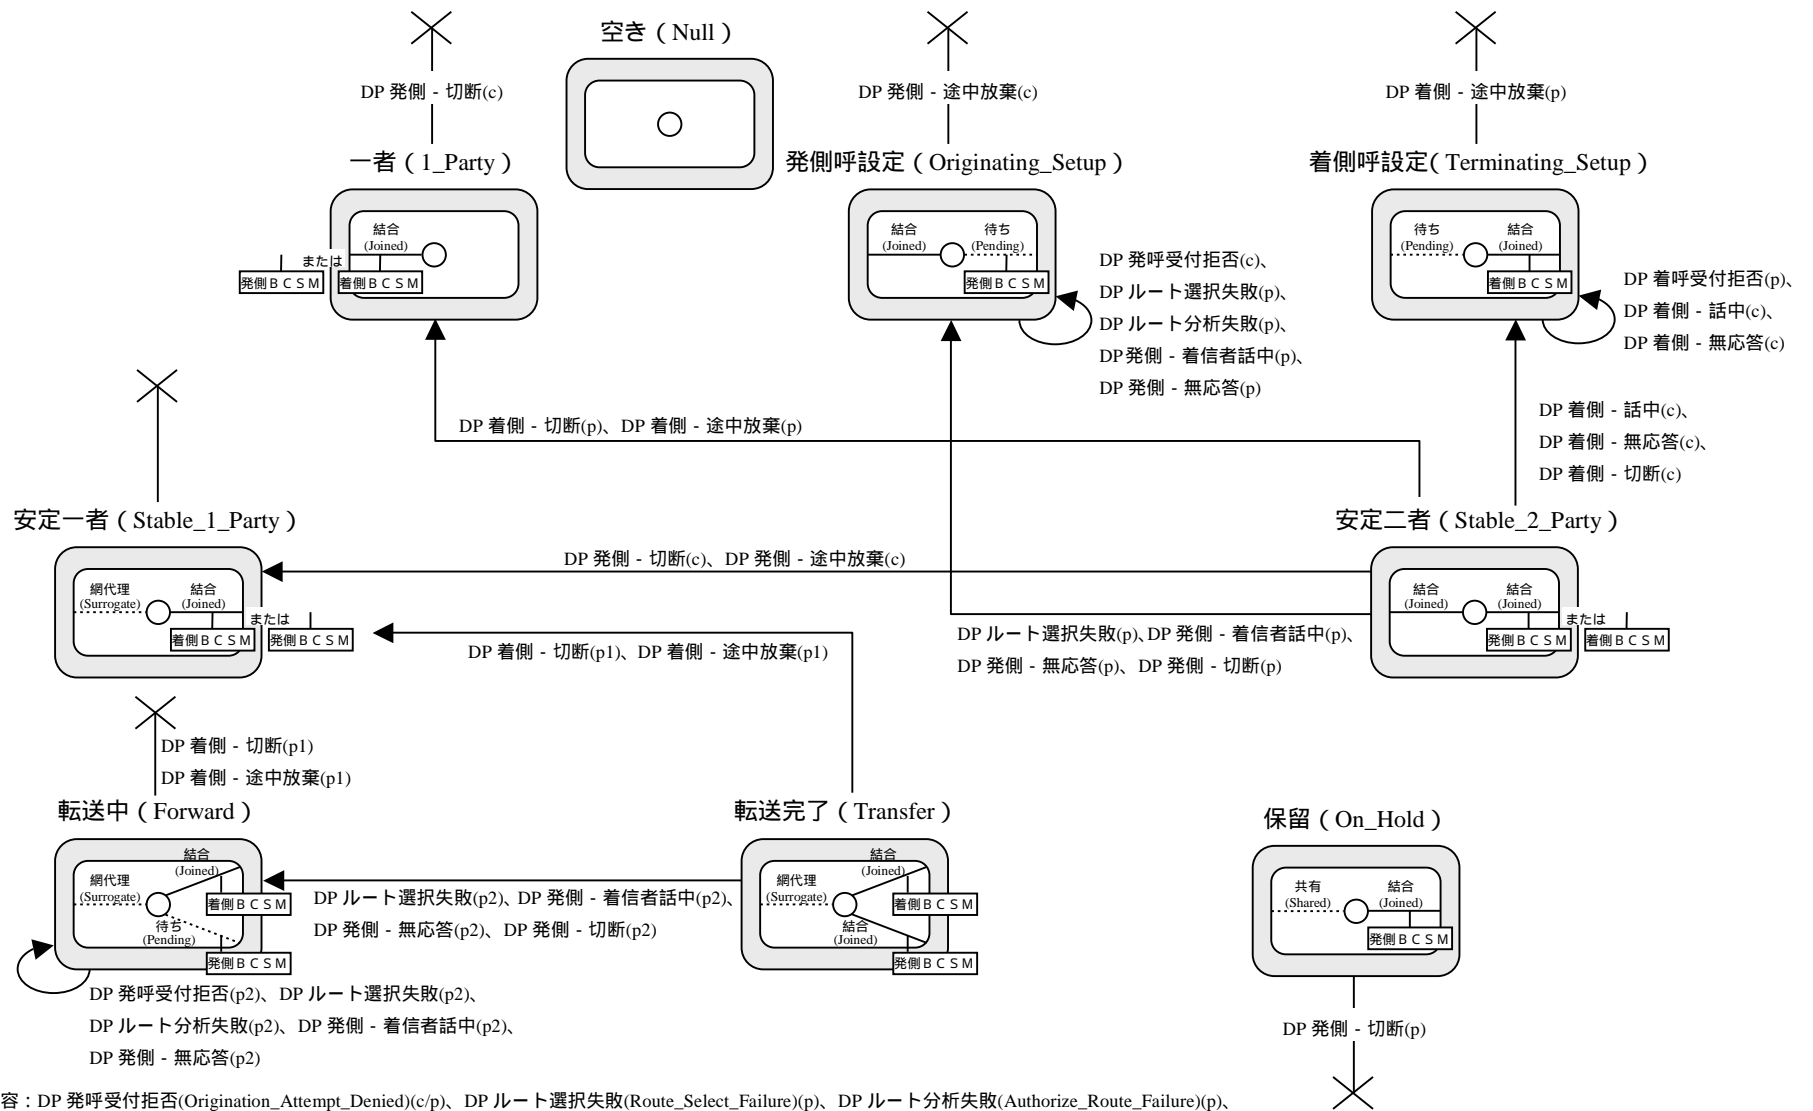 空き ( Null )
DP 発側 - 切断(c)
DP 発側 - 途中放棄(c)
DP 着側 - 途中放棄(p)
一者 ( 1_Party )
発側呼設定 ( Originating_Setup )
着側呼設定( Terminating_Setup )
結合
(Joined)
または
発側ＢＣＳＭ
着側ＢＣＳＭ
結合
(Joined)
待ち
(Pending)
発側ＢＣＳＭ
DP 発呼受付拒否(c)、
DP ルート選択失敗(p)、
DP ルート分析失敗(p)、
DP発側 - 着信者話中(p)、
DP 発側 - 無応答(p)
待ち
(Pending)
結合
(Joined)
着側ＢＣＳＭ
DP 着呼受付拒否(p)、
DP 着側 - 話中(c)、
DP 着側 - 無応答(c)
DP 着側 - 切断(p)、DP 着側 - 途中放棄(p)
DP 着側 - 話中(c)、
DP 着側 - 無応答(c)、
DP 着側 - 切断(c)
安定一者 ( Stable_1_Party )
安定二者 ( Stable_2_Party )
DP 発側 - 切断(c)、DP 発側 - 途中放棄(c)
網代理
(Surrogate)
結合
(Joined)
または
着側ＢＣＳＭ
発側ＢＣＳＭ
結合
(Joined)
結合
(Joined)
または
発側ＢＣＳＭ
着側ＢＣＳＭ
DP 着側 - 切断(p1)、DP 着側 - 途中放棄(p1)
DP ルート選択失敗(p)、DP 発側 - 着信者話中(p)、
DP 発側 - 無応答(p)、DP 発側 - 切断(p)
DP 着側 - 切断(p1)
DP 着側 - 途中放棄(p1)
転送中 ( Forward )
転送完了 ( Transfer )
保留 ( On_Hold )
結合
(Joined)
網代理
(Surrogate)
着側ＢＣＳＭ
待ち
(Pending)
発側ＢＣＳＭ
DP ルート選択失敗(p2)、DP 発側 - 着信者話中(p2)、
DP 発側 - 無応答(p2)、DP 発側 - 切断(p2)
結合
(Joined)
網代理
(Surrogate)
着側ＢＣＳＭ
結合
(Joined)
発側ＢＣＳＭ
共有
(Shared)
結合
(Joined)
発側ＢＣＳＭ
DP 発呼受付拒否(p2)、DP ルート選択失敗(p2)、
DP ルート分析失敗(p2)、DP 発側 - 着信者話中(p2)、
DP 発側 - 無応答(p2)
DP 発側 - 切断(p)
容 : DP 発呼受付拒否(Origination_Attempt_Denied)(c/p)、DP ルート選択失敗(Route_Select_Failure)(p)、DP ルート分析失敗(Authorize_Route_Failure)(p)、